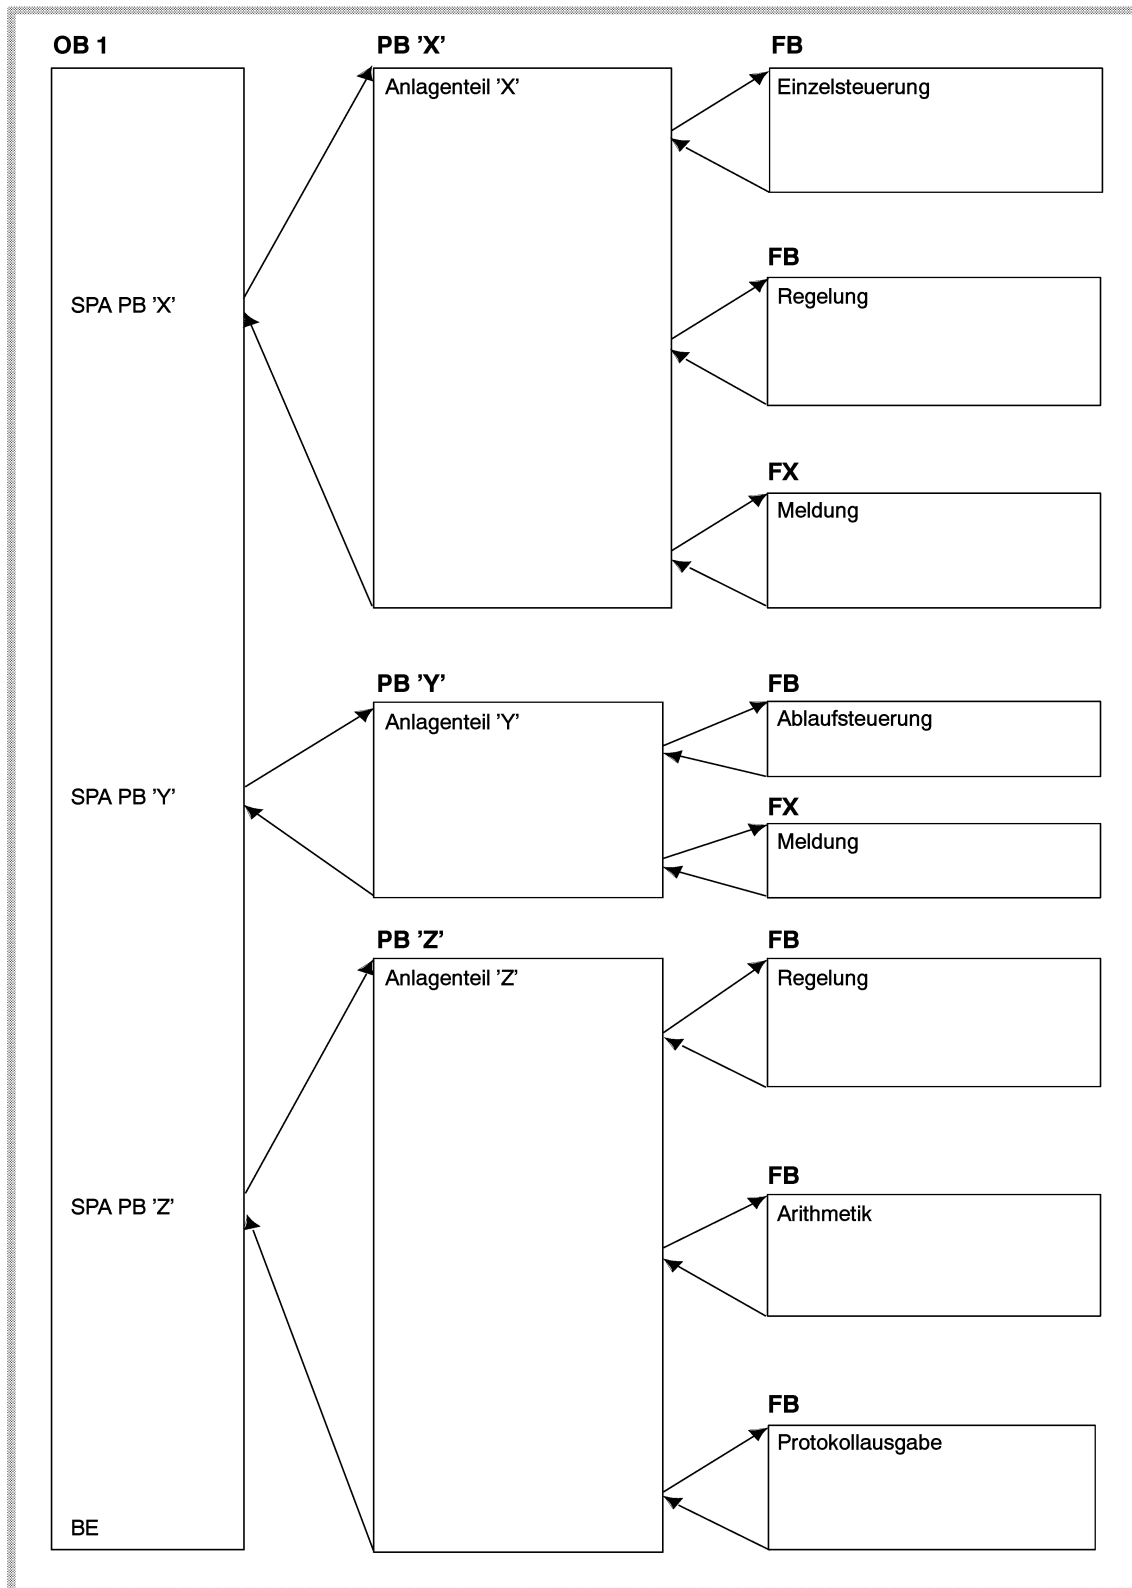 OB 1
SPA PB ’X’
SPA PB ’Y’
SPA PB ’Z’
BE
PB ’X’
Anlagenteil ’X’
FB
Einzelsteuerung
FB
Regelung
FX
Meldung
PB ’Y’
Anlagenteil ’Y’
FB
Ablaufsteuerung
FX
Meldung
PB ’Z’
Anlagenteil ’Z’
FB
Regelung
FB
Arithmetik
FB
Protokollausgabe